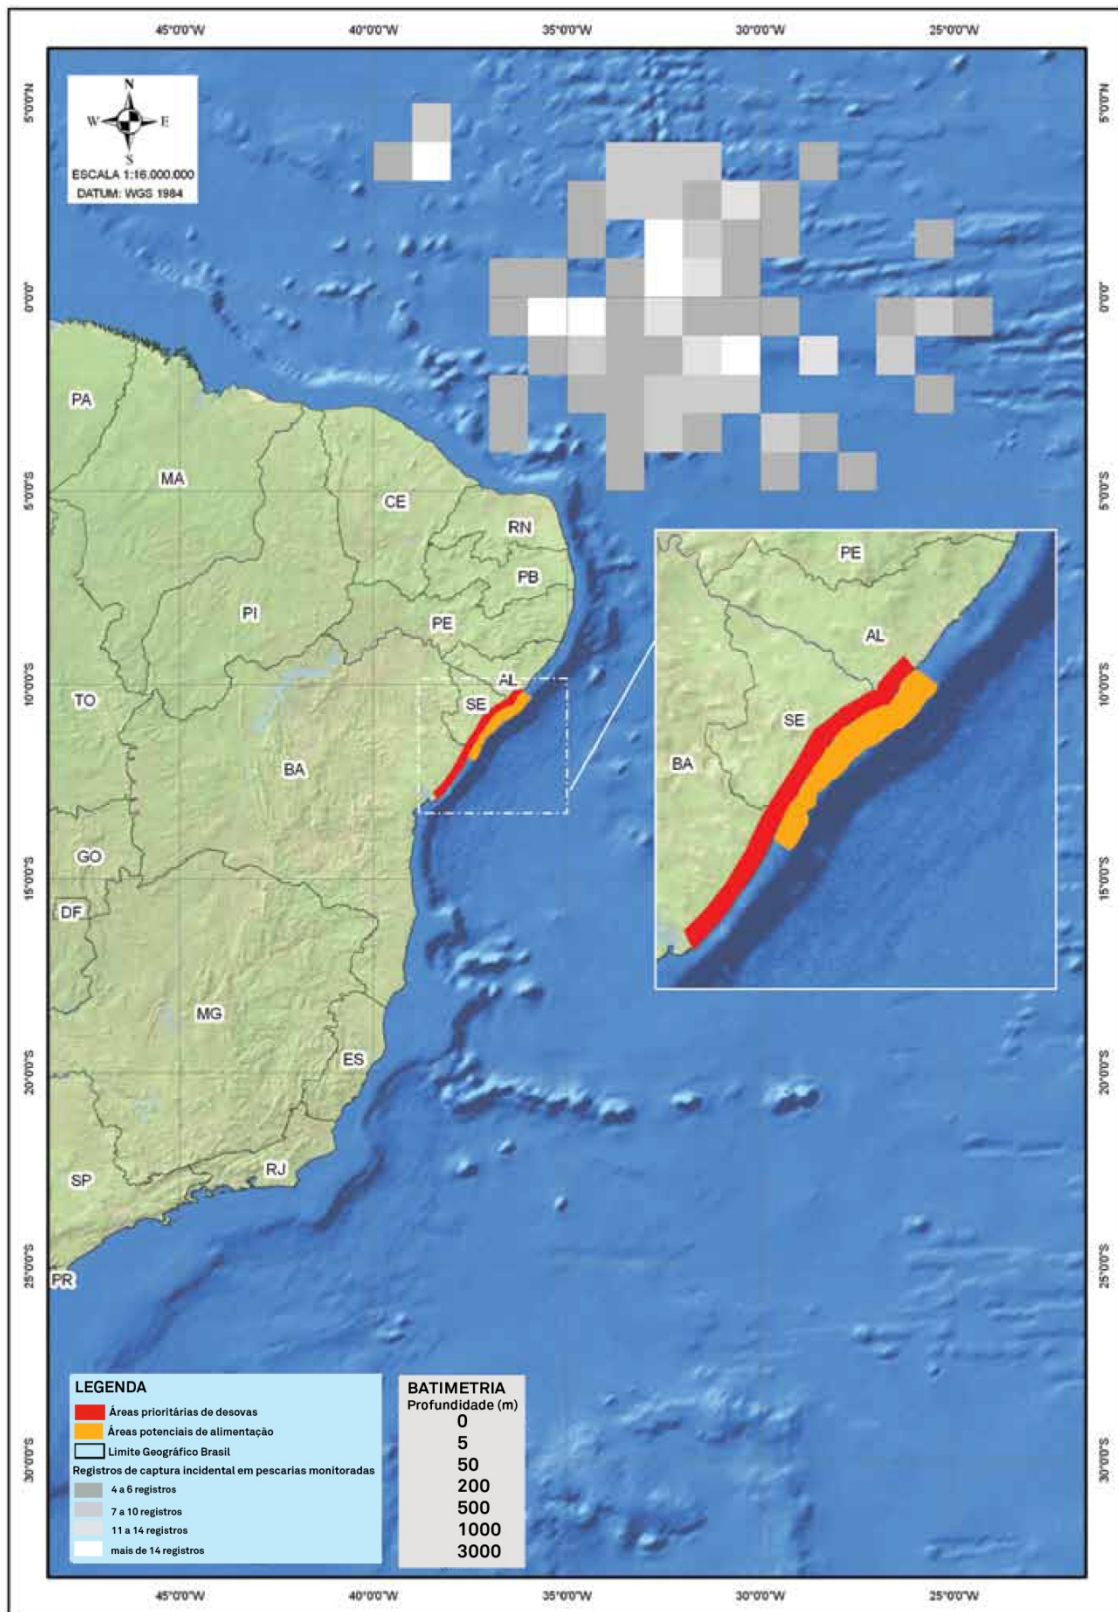 45°0'0"W 40°0'0"W 35°0'0"W 30°0'0"W 25°0'0"W
5°0'0"N
5°0'0"N
N
W E
S
ESCALA 1:16.000.000
DATUM: WGS 1984
0°0'0"
0°0'0"
PA
MA
CE
RN
PB
PI
PE
AL
SE
TO
BA
GO
DF
MG
ES
RJ
SP
PR
5°0'0"S
5°0'0"S
PE
AL
SE
BA
10°0'0"S
10°0'0"S
15°0'0"S
15°0'0"S
20°0'0"S
20°0'0"S
25°0'0"S
25°0'0"S
30°0'0"S
30°0'0"S
LEGENDA
Áreas prioritárias de desovas
Áreas potenciais de alimentação
Limite Geográfico Brasil
Registros de captura incidental em pescarias monitoradas
4 a 6 registros
7 a 10 registros
11 a 14 registros
mais de 14 registros
BATIMETRIA
Profundidade (m)
0
5
50
200
500
1000
3000
45°0'0"W 40°0'0"W 35°0'0"W 30°0'0"W 25°0'0"W